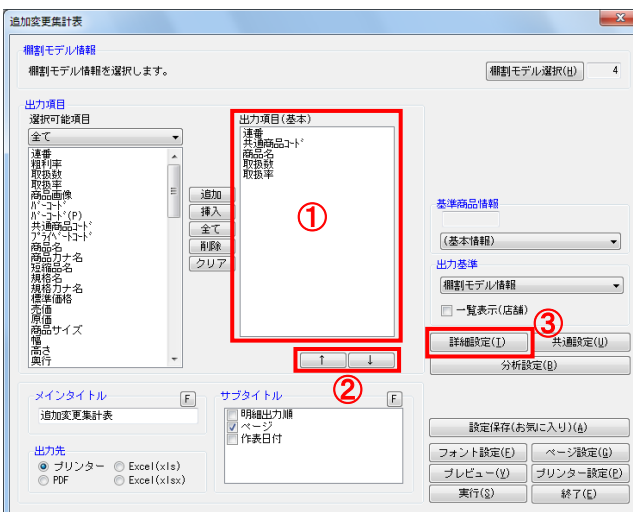 追加変更集計表
棚割モデル情報
棚割モデル情報を選択します。
棚割モデル選択(H)
4
出力項目
選択可能項目
全て
連番
粗利率
取扱数
取扱率
商品画像
バーコード
バーコード(P)
共通商品コード
プライベートコード
商品名
商品カナ名
短縮品名
規格名
規格カナ名
標準価格
売価
原価
商品サイズ
幅
高さ
奥行
追加
挿入
全て
削除
クリア
出力項目(基本)
連番
共通商品コード
商品名
取扱数
取扱率
①
↑
↓
②
基準商品情報
(基本情報)
出力基準
棚割モデル情報
一覧表示(店舗)
③
詳細設定(I)
共通設定(U)
分析設定(B)
メインタイトル
F
追加変更集計表
出力先
プリンター
Excel(xls)
PDF
Excel(xlsx)
サブタイトル
F
明細出力順
ページ
作表日付
設定保存(お気に入り)(A)
フォント設定(F)
ページ設定(G)
プレビュー(V)
プリンター設定(P)
実行(S)
終了(E)